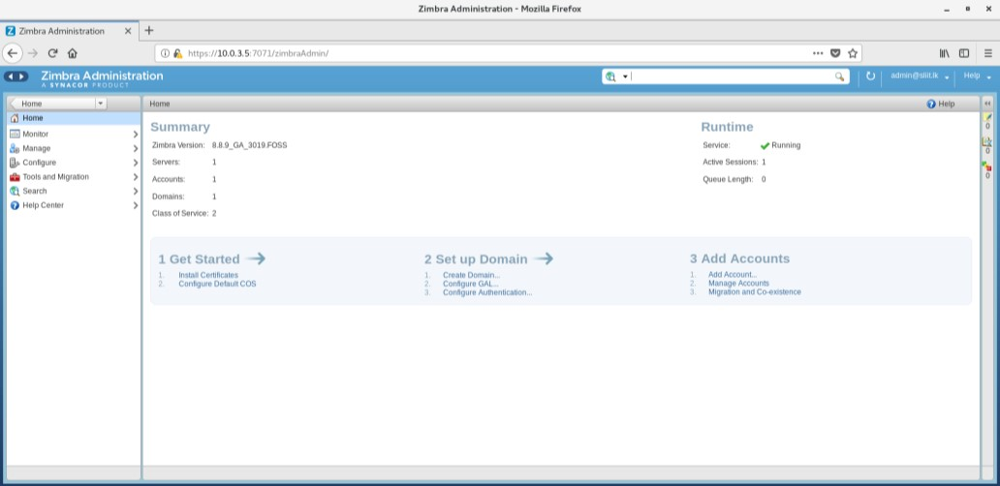 Zimbra Administration - Mozilla Firefox
Zimbra Administration
https://10.0.3.5:7071/zimbraAdmin/
Zimbra Administration
A SYNACOR PRODUCT
admin@sliit.lk
Help
Home
Home
Help
Home
Monitor
Manage
Configure
Tools and Migration
Search
Help Center
Summary
Zimbra Version: 8.8.9_GA_3019.FOSS
Servers: 1
Accounts: 1
Domains: 1
Class of Service: 2
Runtime
Service: Running
Active Sessions: 1
Queue Length: 0
1 Get Started
1. Install Certificates
2. Configure Default COS
2 Set up Domain
1. Create Domain...
2. Configure GAL...
3. Configure Authentication...
3 Add Accounts
1. Add Account...
2. Manage Accounts
3. Migration and Co-existence
0
0
0